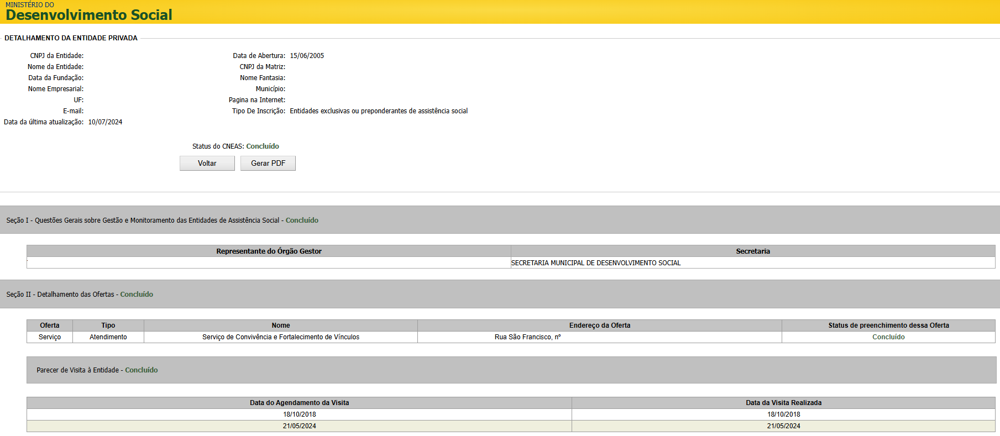 MINISTÉRIO DO
Desenvolvimento Social
DETALHAMENTO DA ENTIDADE PRIVADA
CNPJ da Entidade: Data de Abertura: 15/06/2005
Nome da Entidade: CNPJ da Matriz:
Data da Fundação: Nome Fantasia:
Nome Empresarial: Município:
UF: Pagina na Internet:
E-mail: Tipo De Inscrição: Entidades exclusivas ou preponderantes de assistência social
Data da última atualização: 10/07/2024
Status do CNEAS: Concluído
Voltar Gerar PDF
Seção I - Questões Gerais sobre Gestão e Monitoramento das Entidades de Assistência Social - Concluído
Representante do Órgão Gestor Secretaria
SECRETARIA MUNICIPAL DE DESENVOLVIMENTO SOCIAL
Seção II - Detalhamento das Ofertas - Concluído
Oferta Tipo Nome Endereço da Oferta Status de preenchimento dessa Oferta
Serviço Atendimento Serviço de Convivência e Fortalecimento de Vínculos Rua São Francisco, nº Concluído
Parecer de Visita à Entidade - Concluído
Data do Agendamento da Visita Data da Visita Realizada
18/10/2018 18/10/2018
21/05/2024 21/05/2024